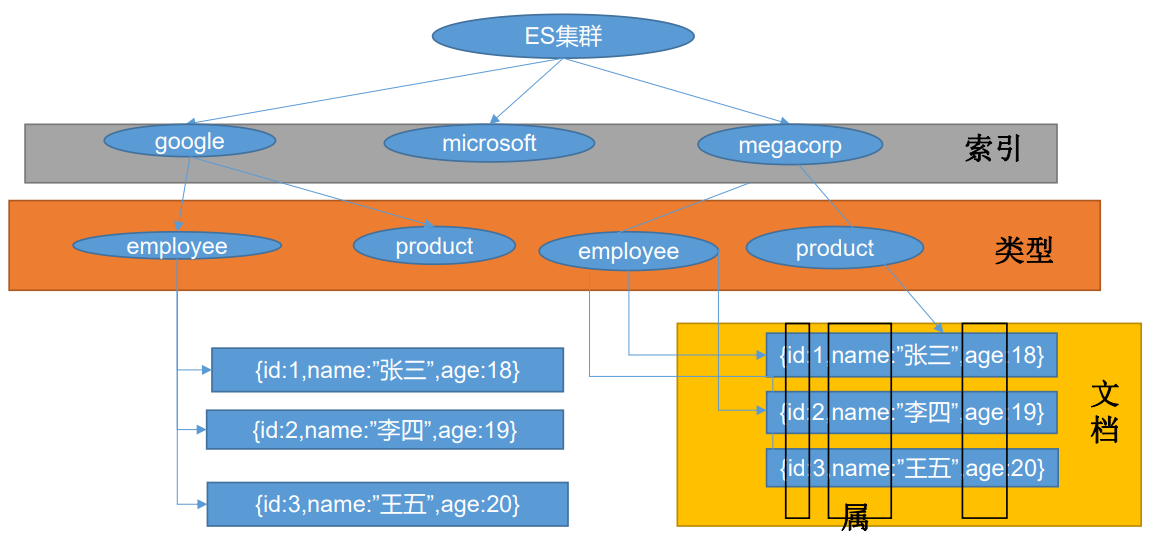 ES集群
google
microsoft
megacorp
索引
employee
product
employee
product
类型
{id:1,name:”张三”,age:18}
{id:2,name:”李四”,age:19}
{id:3,name:”王五”,age:20}
{id:1,name:”张三”,age:18}
{id:2,name:”李四”,age:19}
{id:3,name:”王五”,age:20}
文
档
属